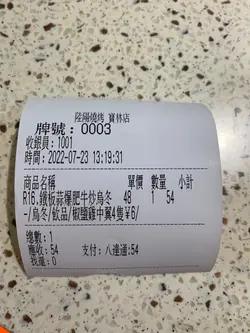 陞陽燒烤 寶林店
牌號：0003
收銀員：1001
時間：2022-07-23 13:19:31
商品名稱 單價 數量 小計
R16.鐵板蒜爆肥牛炒烏冬 48 1 54
-/烏冬/飲品/椒鹽雞中翼4隻¥6/
總數：1
應收：54 支付：八達通:54
找還：0